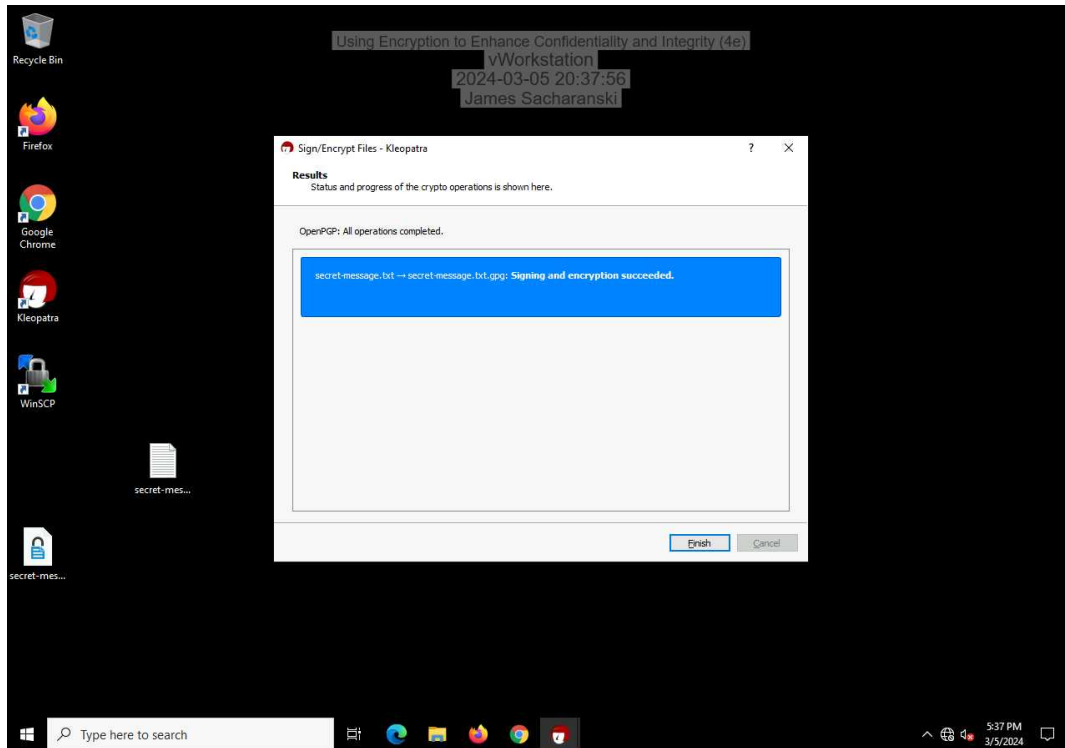 Using Encryption to Enhance Confidentiality and Integrity (4e)
vWorkstation
2024-03-05 20:37:56
James Sacharanski
Recycle Bin
Firefox
Google
Chrome
Kleopatra
WinSCP
secret-mes...
secret-mes...
Sign/Encrypt Files - Kleopatra
Results
Status and progress of the crypto operations is shown here.
OpenPGP: All operations completed.
secret-message.txt → secret-message.txt.gpg: Signing and encryption succeeded.
Finish
Cancel
Type here to search
5:37 PM
3/5/2024